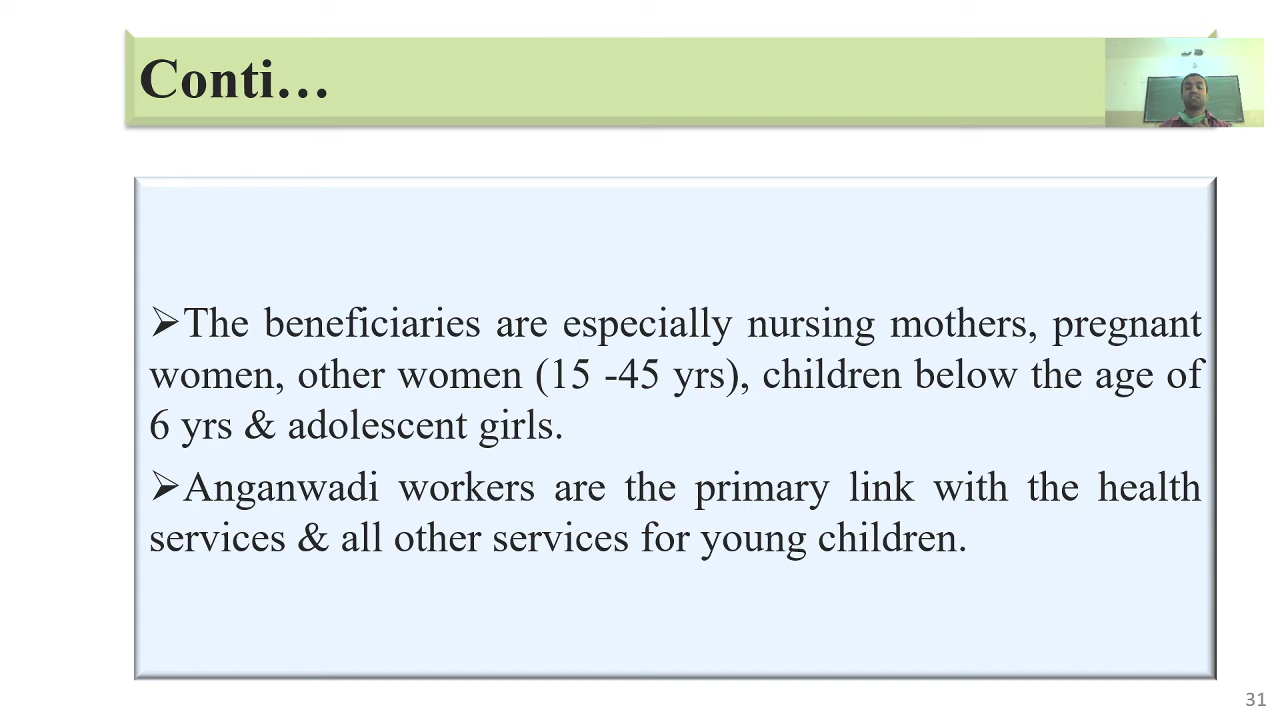 Conti…
➢The beneficiaries are especially nursing mothers, pregnant
women, other women (15 -45 yrs), children below the age of
6 yrs & adolescent girls.
➢Anganwadi workers are the primary link with the health
services & all other services for young children.
31